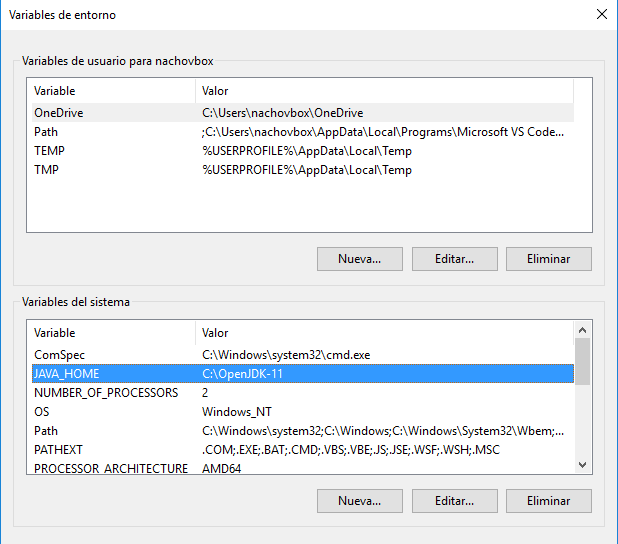 Variables de entorno
Variables de usuario para nachovbox
Variable Valor
OneDrive C:\Users\nachovbox\OneDrive
Path ;C:\Users\nachovbox\AppData\Local\Programs\Microsoft VS Code...
TEMP %USERPROFILE%\AppData\Local\Temp
TMP %USERPROFILE%\AppData\Local\Temp
Nueva... Editar... Eliminar
Variables del sistema
Variable Valor
ComSpec C:\Windows\system32\cmd.exe
JAVA_HOME C:\OpenJDK-11
NUMBER_OF_PROCESSORS 2
OS Windows_NT
Path C:\Windows\system32;C:\Windows;C:\Windows\System32\Wbem;...
PATHEXT .COM;.EXE;.BAT;.CMD;.VBS;.VBE;.JS;.JSE;.WSF;.WSH;.MSC
PROCESSOR_ARCHITECTURE AMD64
Nueva... Editar... Eliminar